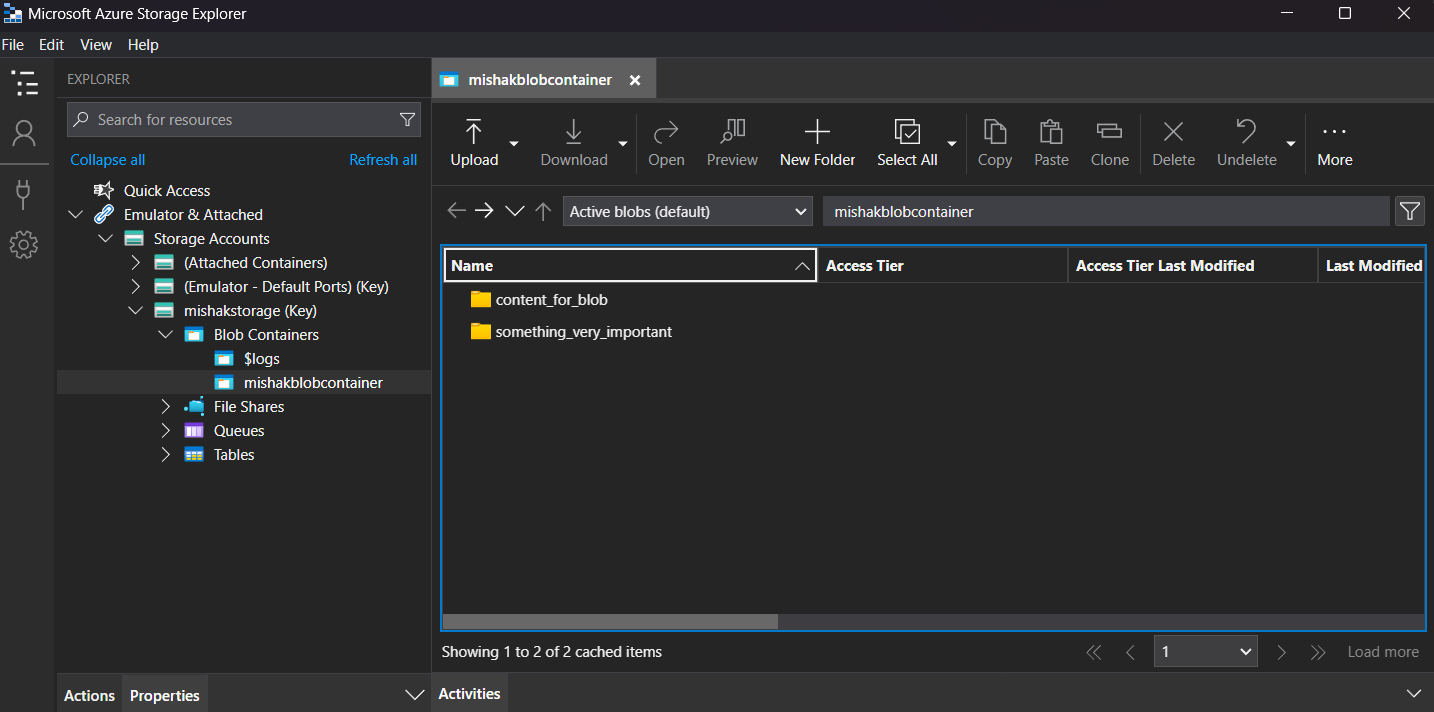 Microsoft Azure Storage Explorer
File Edit View Help
EXPLORER
Search for resources
Collapse all Refresh all
Quick Access
Emulator & Attached
Storage Accounts
(Attached Containers)
(Emulator - Default Ports) (Key)
mishakstorage (Key)
Blob Containers
$logs
mishakblobcontainer
File Shares
Queues
Tables
Actions Properties
mishakblobcontainer
Upload Download Open Preview New Folder Select All Copy Paste Clone Delete Undelete More
Active blobs (default) mishakblobcontainer
Name Access Tier Access Tier Last Modified Last Modified
content_for_blob
something_very_important
Showing 1 to 2 of 2 cached items 1 Load more
Activities